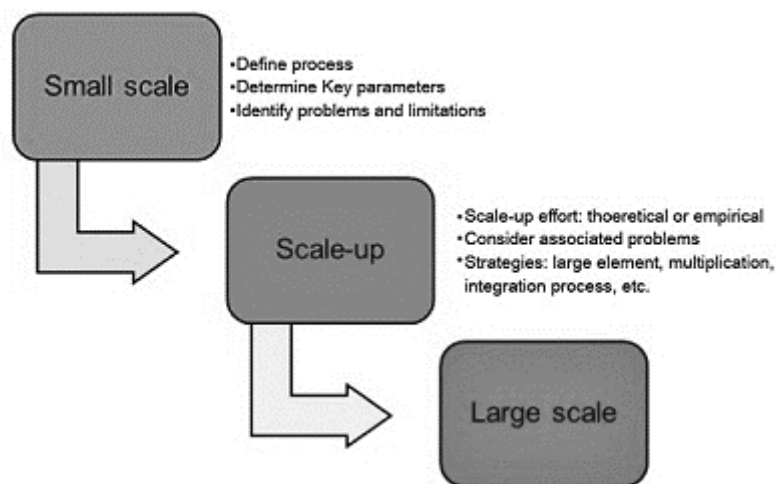 Small scale
•Define process
•Determine Key parameters
•Identify problems and limitations
Scale-up
•Scale-up effort: thoeretical or empirical
•Consider associated problems
*Strategies: large element, multiplication,
integration process, etc.
Large scale